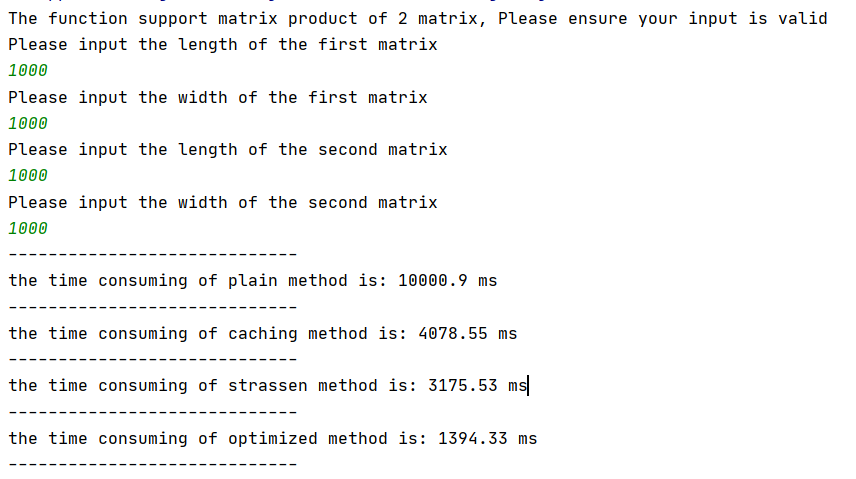 The function support matrix product of 2 matrix, Please ensure your input is valid
Please input the length of the first matrix
1000
Please input the width of the first matrix
1000
Please input the length of the second matrix
1000
Please input the width of the second matrix
1000
-----------------------------
the time consuming of plain method is: 10000.9 ms
-----------------------------
the time consuming of caching method is: 4078.55 ms
-----------------------------
the time consuming of strassen method is: 3175.53 ms
-----------------------------
the time consuming of optimized method is: 1394.33 ms
-----------------------------